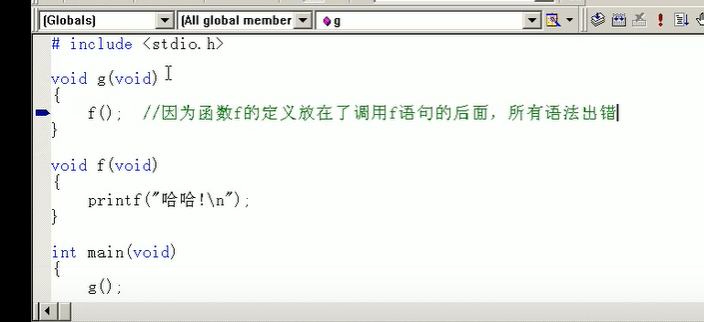 (Globals)
(All global member
g
# include <stdio.h>
void g(void)
{
f(); //因为函数f的定义放在了调用f语句的后面，所有语法出错
}
void f(void)
{
printf("哈哈!\n");
}
int main(void)
{
g();